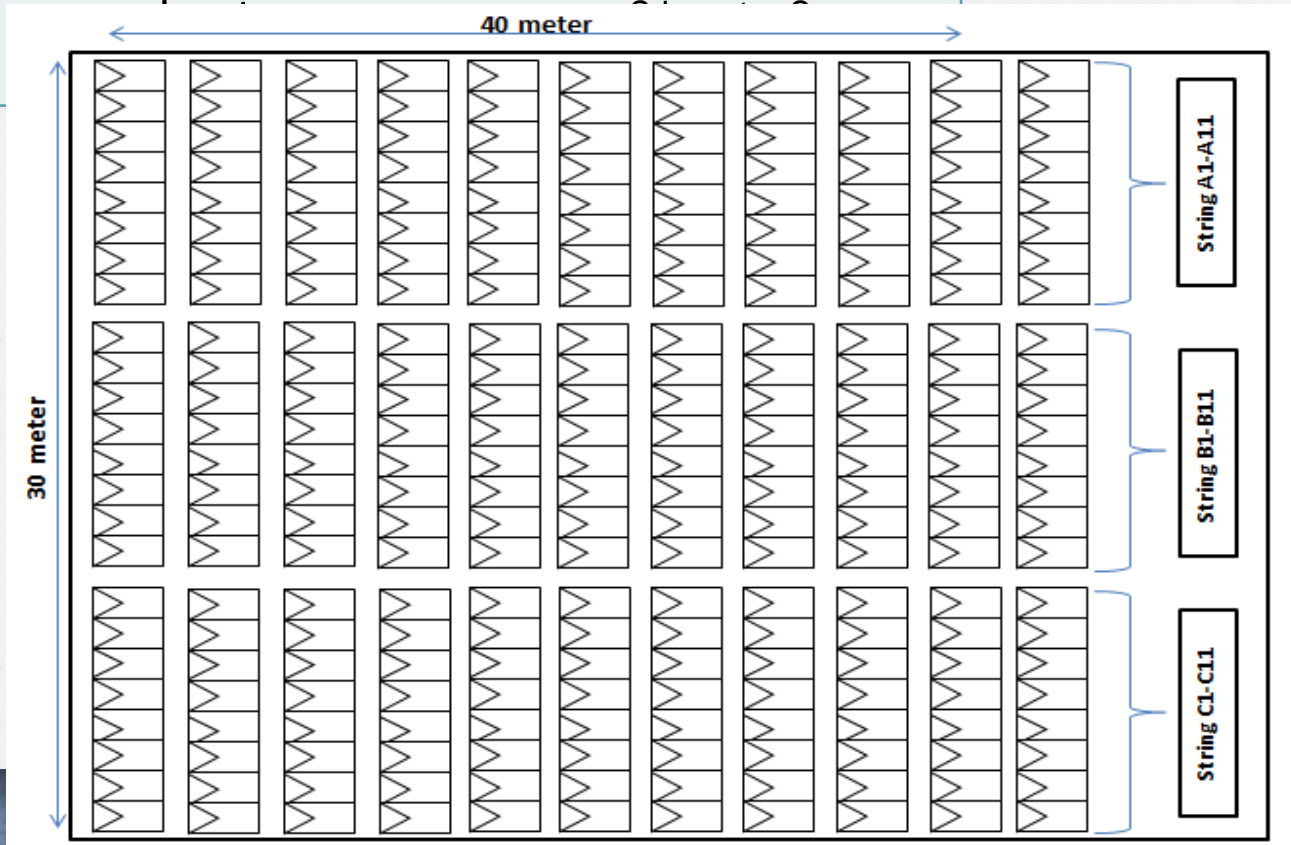 40 meter
30 meter
String A1-A11
String B1-B11
String C1-C11